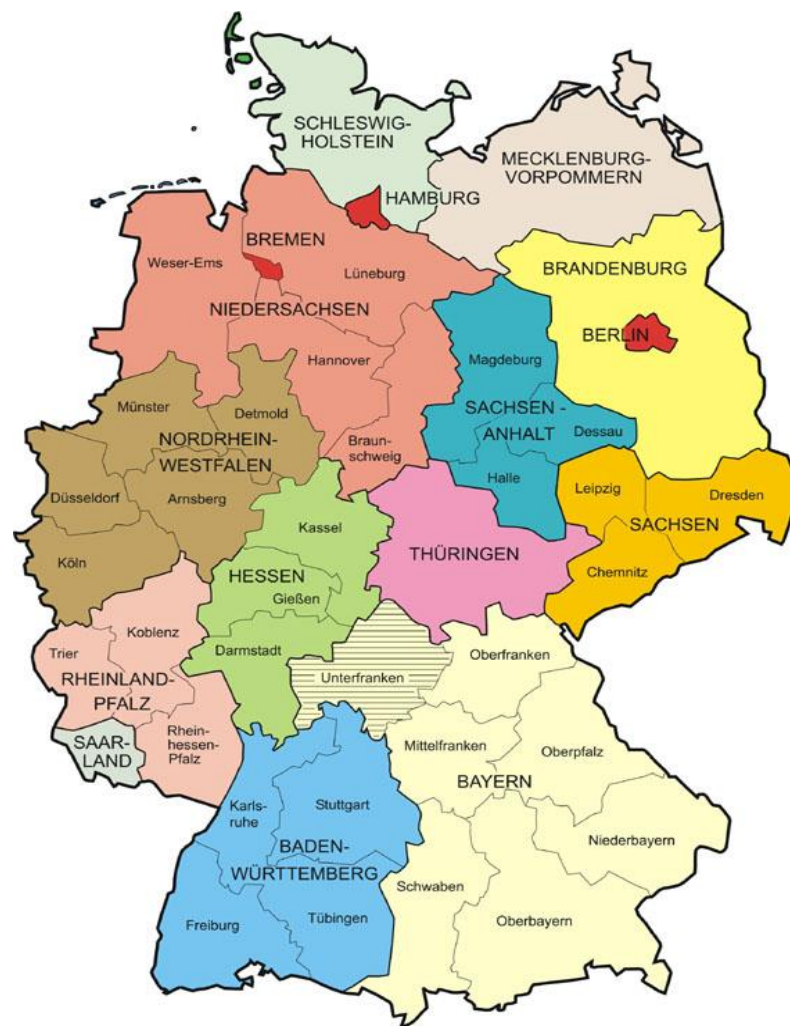 SCHLESWIG-
HOLSTEIN
MECKLENBURG-
VORPOMMERN
HAMBURG
BREMEN
Weser-Ems
Lüneburg
BRANDENBURG
NIEDERSACHSEN
BERLIN
Hannover
Magdeburg
Münster
Detmold
SACHSEN -
ANHALT
Dessau
NORDRHEIN-
WESTFALEN
Braun-
schweig
Halle
Leipzig
Dresden
Düsseldorf
Arnsberg
Kassel
SACHSEN
THÜRINGEN
Köln
HESSEN
Chemnitz
Gießen
Koblenz
Trier
Darmstadt
Oberfranken
RHEINLAND-
PFALZ
Unterfranken
Rhein-
hessen-
Pfalz
SAAR-
LAND
Mittelfranken
Oberpfalz
BAYERN
Karls-
ruhe
Stuttgart
BADEN-
WÜRTTEMBERG
Niederbayern
Schwaben
Freiburg
Tübingen
Oberbayern